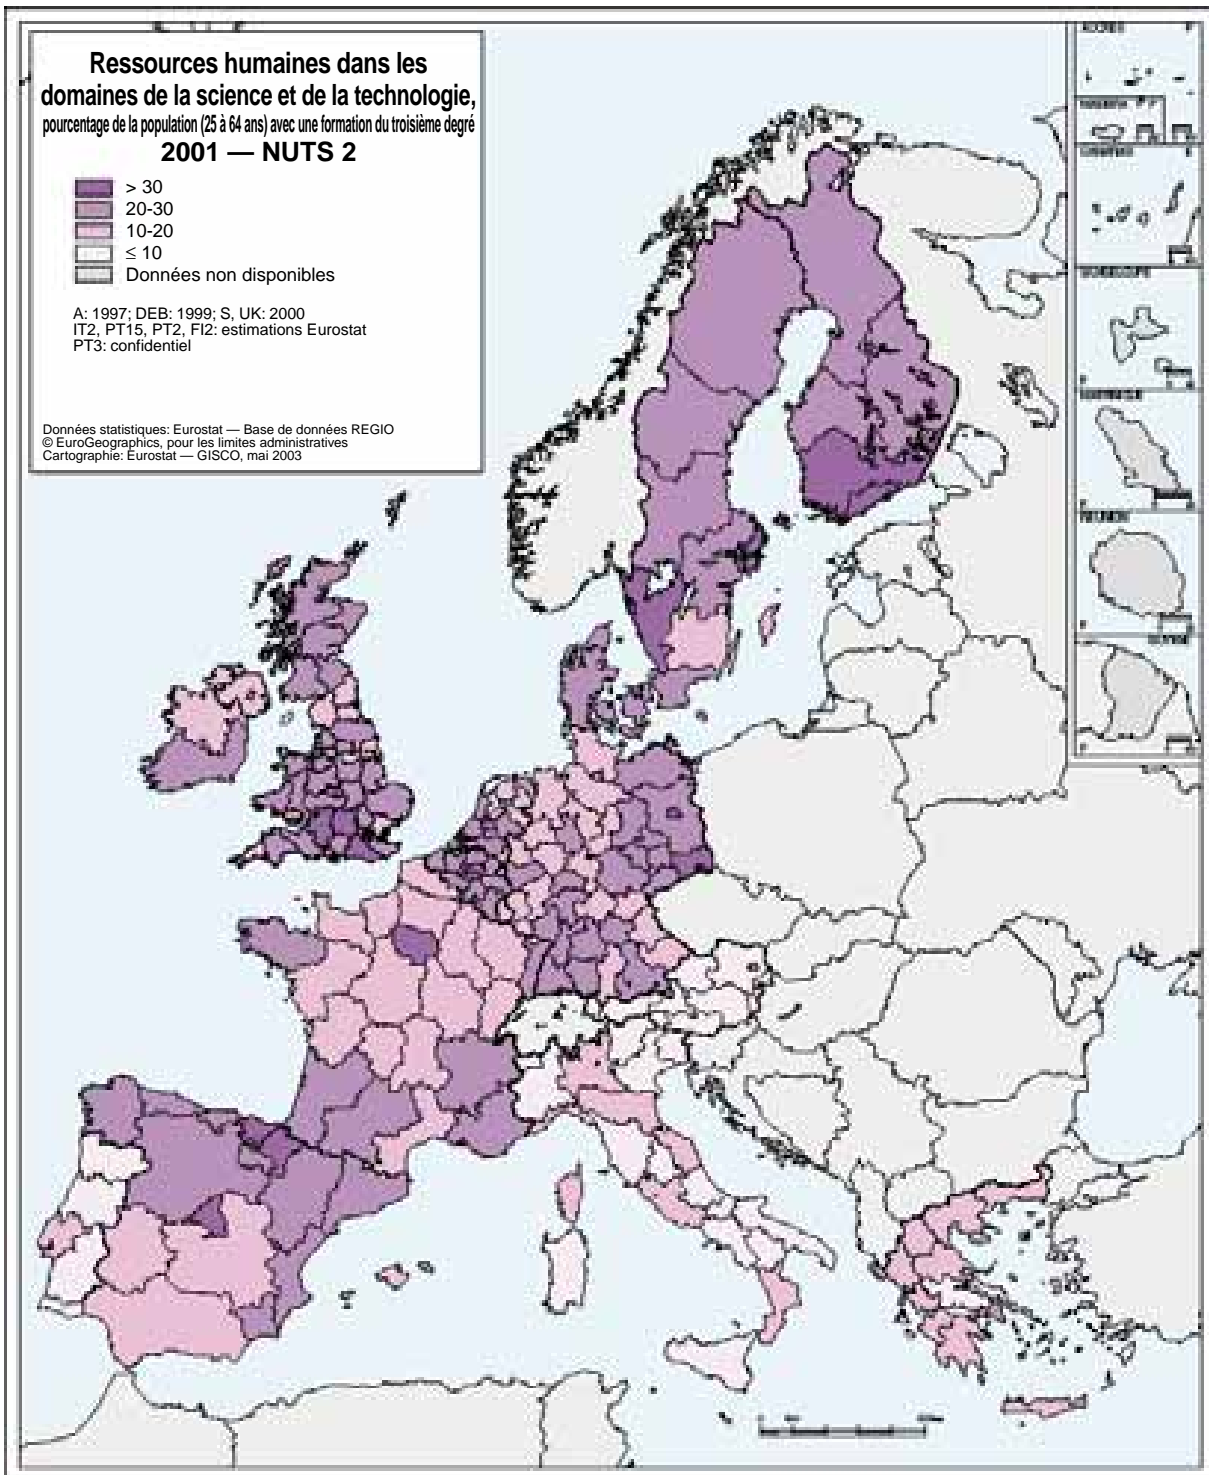 Ressources humaines dans les
domaines de la science et de la technologie,
pourcentage de la population (25 à 64 ans) avec une formation du troisième degré
2001 — NUTS 2
> 30
20-30
10-20
≤ 10
Données non disponibles
A: 1997; DEB: 1999; S, UK: 2000
IT2, PT15, PT2, FI2: estimations Eurostat
PT3: confidentiel
Données statistiques: Eurostat — Base de données REGIO
© EuroGeographics, pour les limites administratives
Cartographie: Eurostat — GISCO, mai 2003